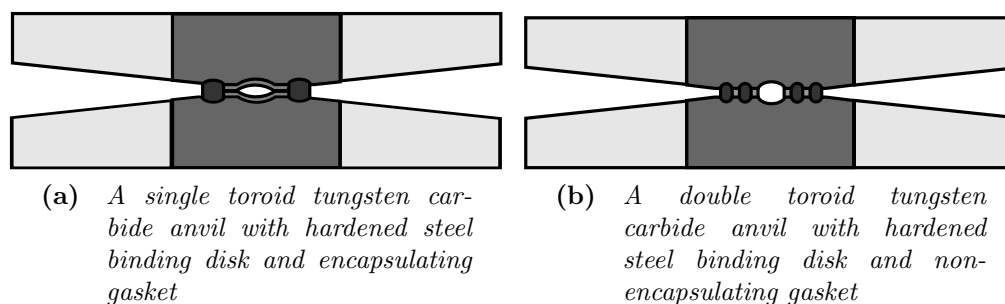 (a) A single toroid tungsten car-
bide anvil with hardened steel
binding disk and encapsulating
gasket
(b) A double toroid tungsten
carbide anvil with hardened
steel binding disk and non-
encapsulating gasket